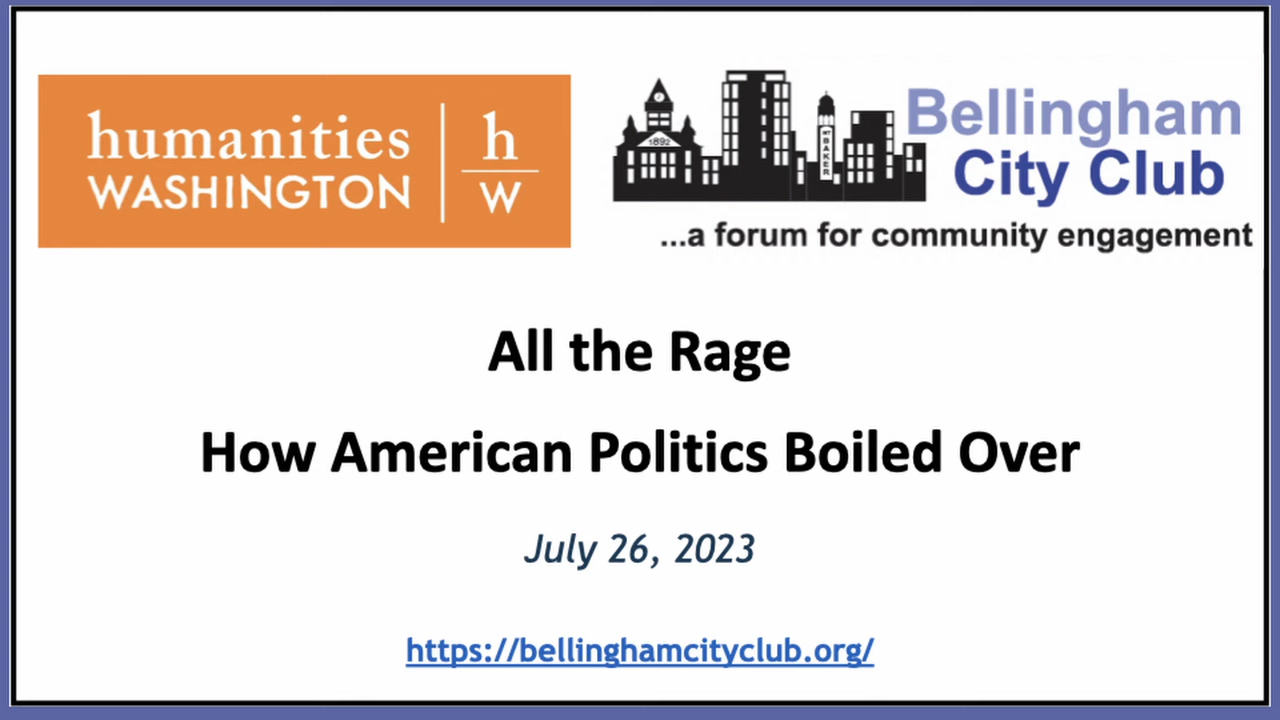 humanities
WASHINGTON
h
w
1892
MT
BAKER
Bellingham
City Club
...a forum for community engagement
All the Rage
How American Politics Boiled Over
July 26, 2023
https://bellinghamcityclub.org/